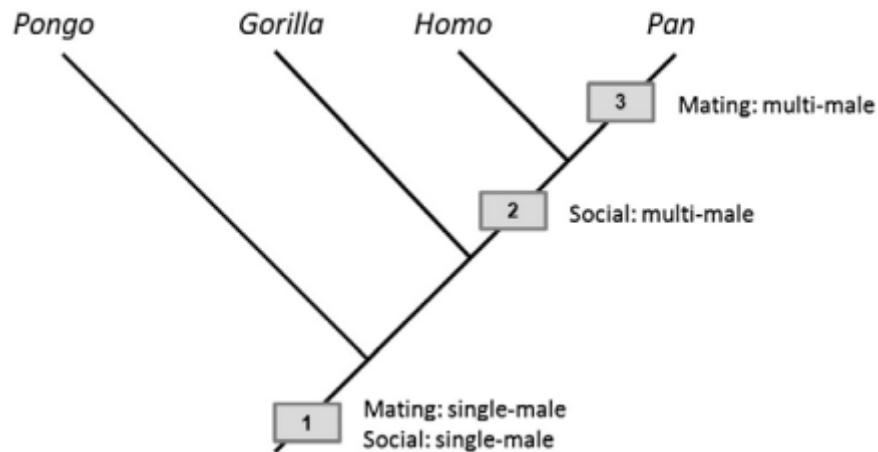 Pongo Gorilla Homo Pan
3 Mating: multi-male
2 Social: multi-male
1 Mating: single-male
Social: single-male